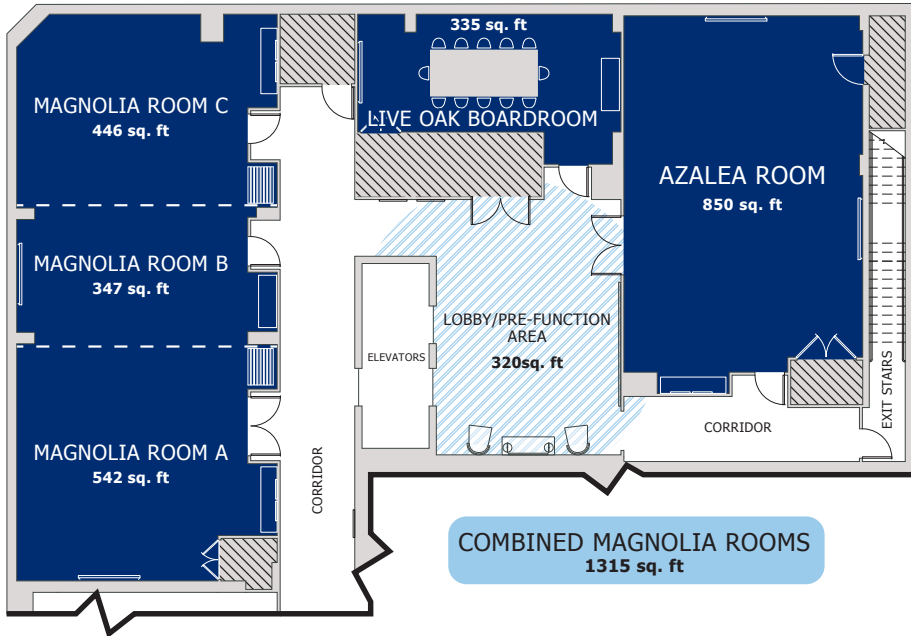 335 sq. ft
LIVE OAK BOARDROOM
MAGNOLIA ROOM C
446 sq. ft
AZALEA ROOM
850 sq. ft
MAGNOLIA ROOM B
347 sq. ft
LOBBY/PRE-FUNCTION
AREA
320sq. ft
ELEVATORS
MAGNOLIA ROOM A
542 sq. ft
CORRIDOR
CORRIDOR
EXIT STAIRS
COMBINED MAGNOLIA ROOMS
1315 sq. ft